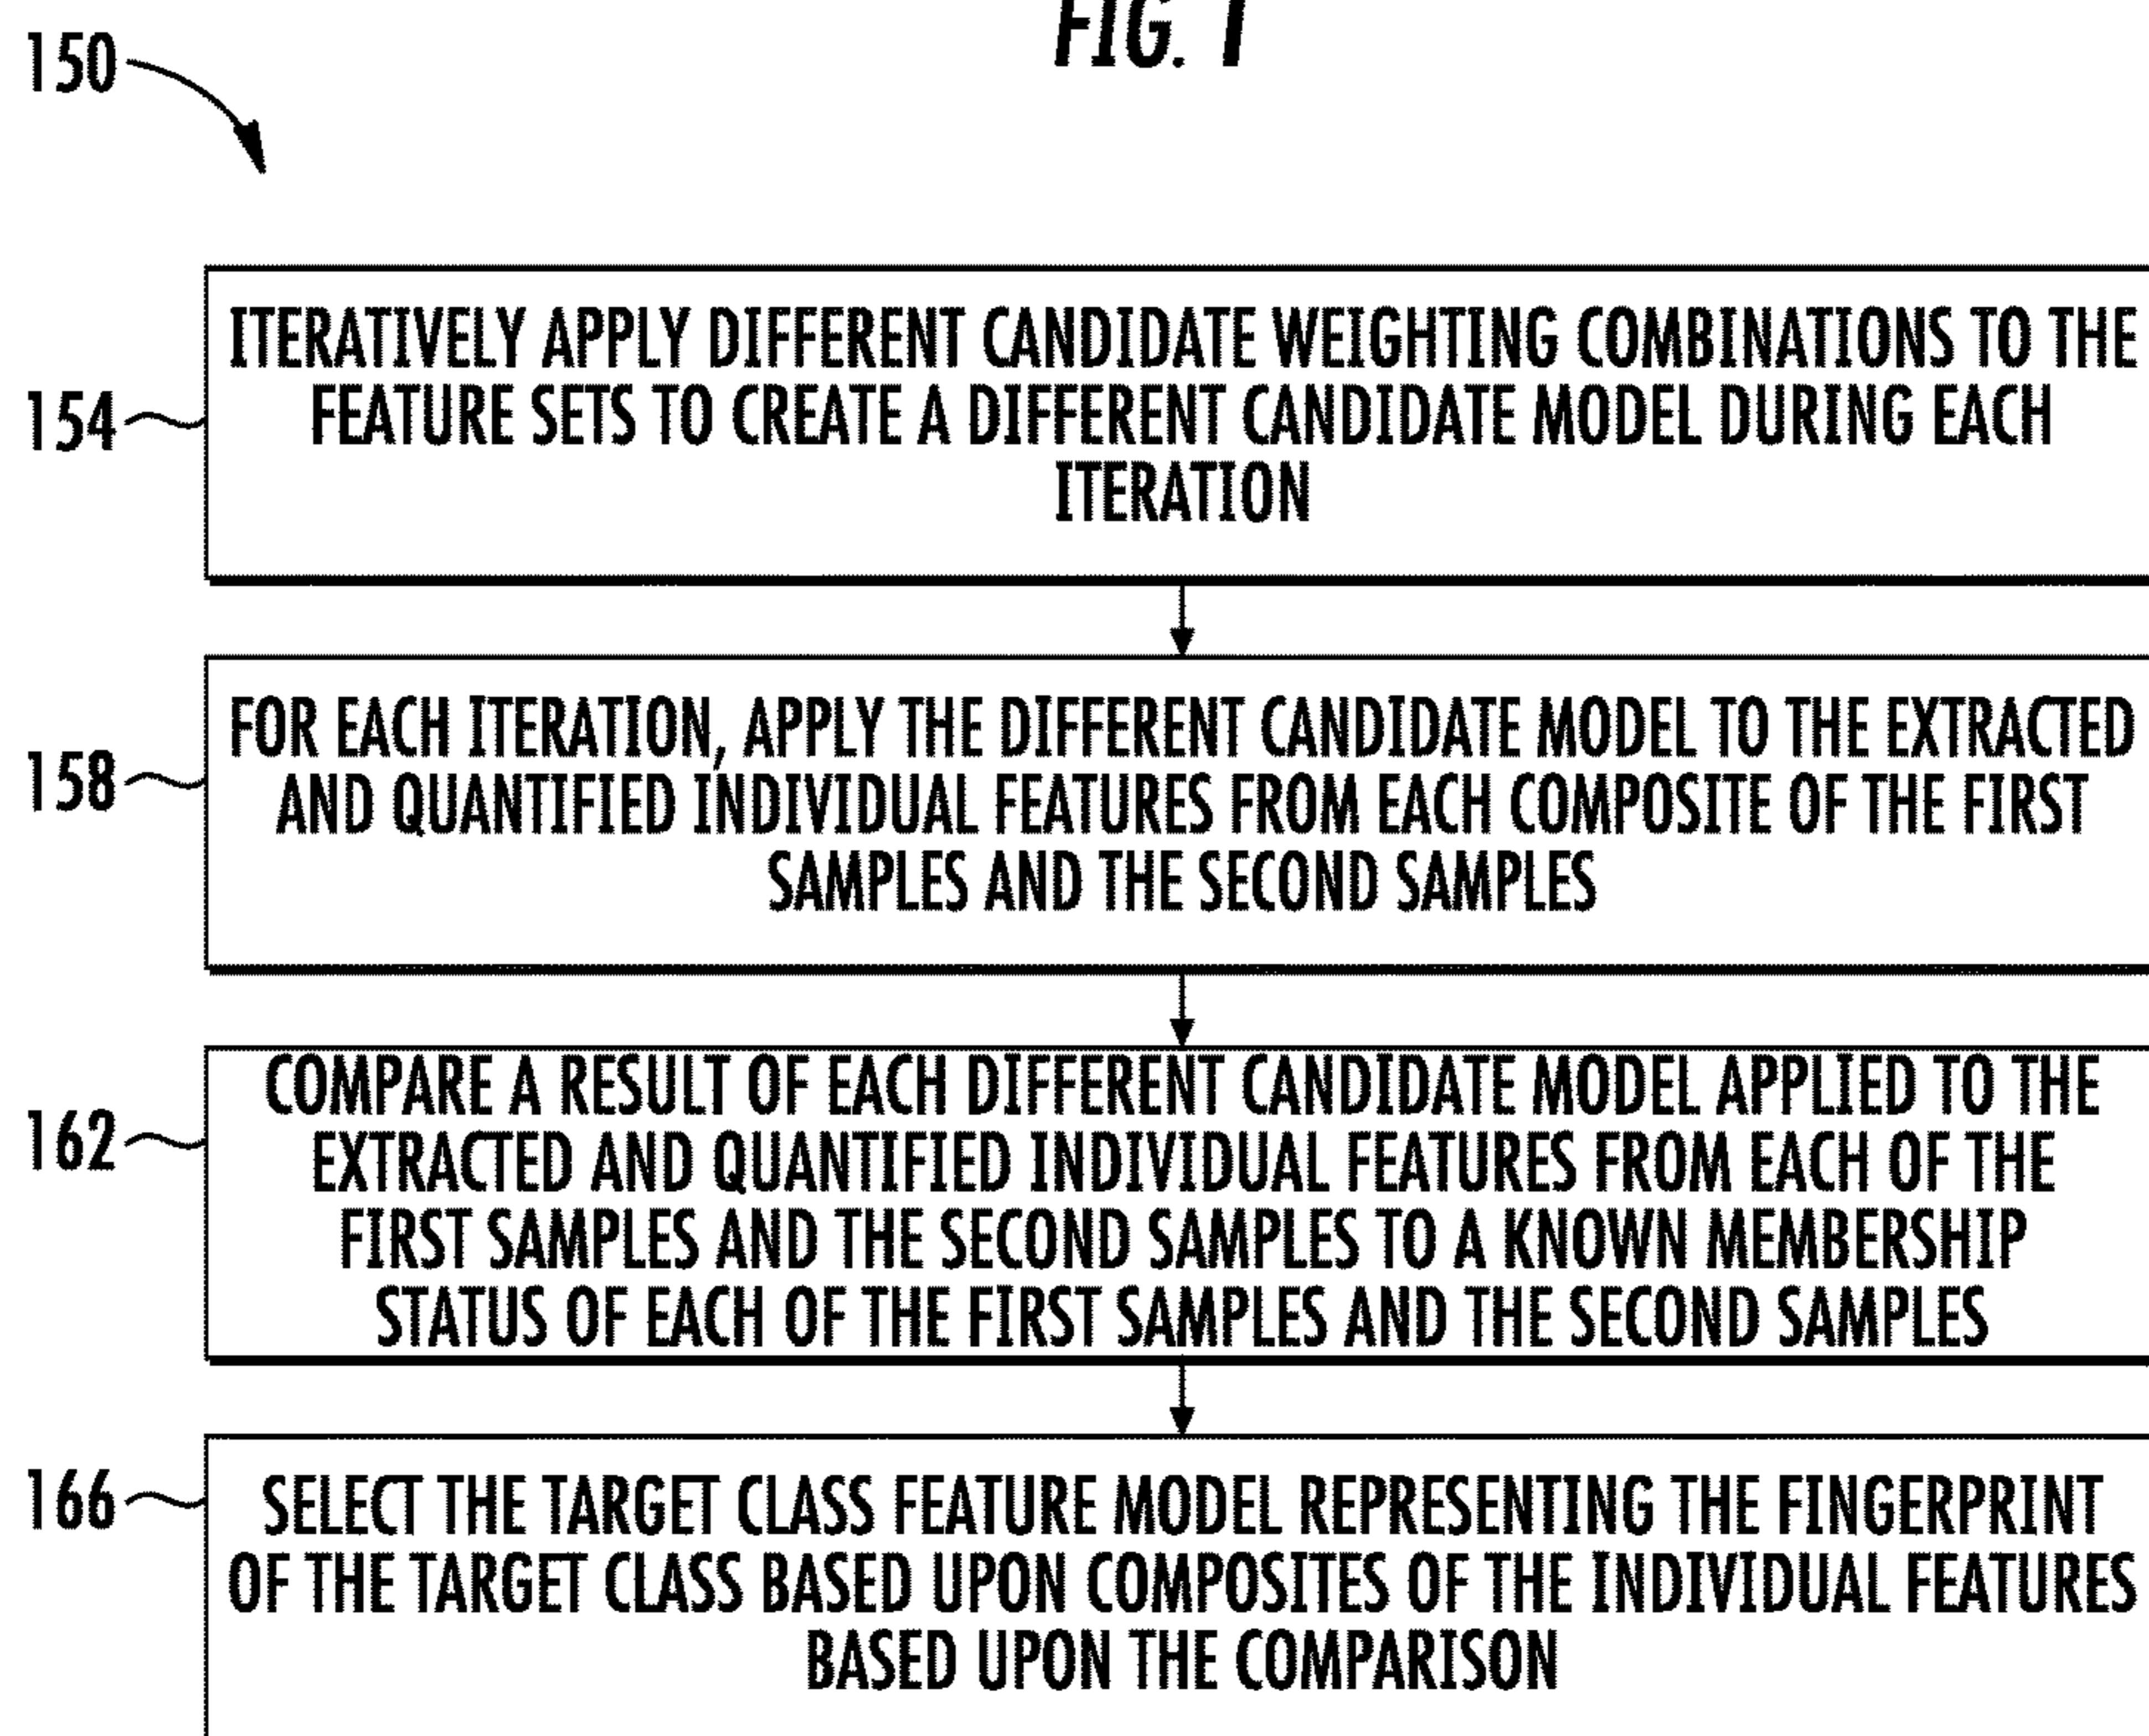 FIG. 1
150
154
ITERATIVELY APPLY DIFFERENT CANDIDATE WEIGHTING COMBINATIONS TO THE
FEATURE SETS TO CREATE A DIFFERENT CANDIDATE MODEL DURING EACH
ITERATION
158
FOR EACH ITERATION, APPLY THE DIFFERENT CANDIDATE MODEL TO THE EXTRACTED
AND QUANTIFIED INDIVIDUAL FEATURES FROM EACH COMPOSITE OF THE FIRST
SAMPLES AND THE SECOND SAMPLES
162
COMPARE A RESULT OF EACH DIFFERENT CANDIDATE MODEL APPLIED TO THE
EXTRACTED AND QUANTIFIED INDIVIDUAL FEATURES FROM EACH OF THE
FIRST SAMPLES AND THE SECOND SAMPLES TO A KNOWN MEMBERSHIP
STATUS OF EACH OF THE FIRST SAMPLES AND THE SECOND SAMPLES
166
SELECT THE TARGET CLASS FEATURE MODEL REPRESENTING THE FINGERPRINT
OF THE TARGET CLASS BASED UPON COMPOSITES OF THE INDIVIDUAL FEATURES
BASED UPON THE COMPARISON